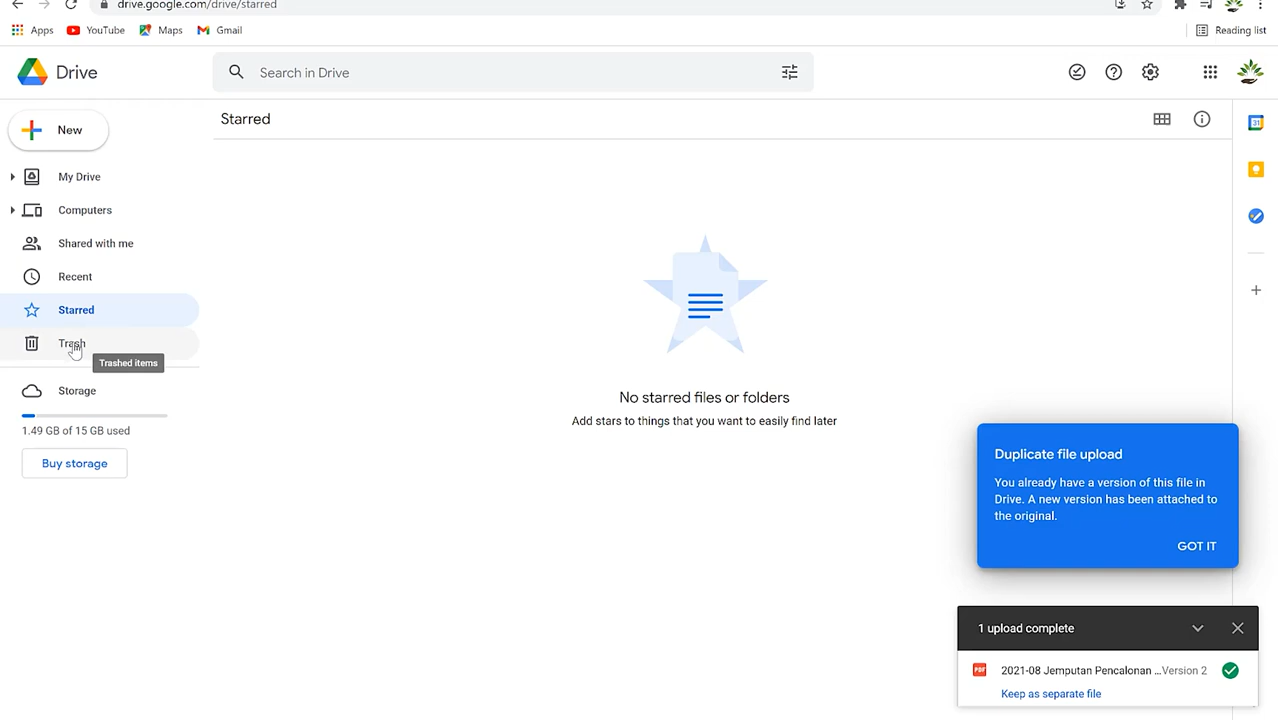 drive.google.com/drive/starred
Apps
YouTube
Maps
Gmail
Reading list
Drive
Search in Drive
New
Starred
31
My Drive
Computers
Shared with me
Recent
Starred
Trash
Trashed items
Storage
1.49 GB of 15 GB used
Buy storage
No starred files or folders
Add stars to things that you want to easily find later
Duplicate file upload
You already have a version of this file in
Drive. A new version has been attached to
the original.
GOT IT
1 upload complete
PDF
2021-08 Jemputan Pencalonan ... Version 2
Keep as separate file